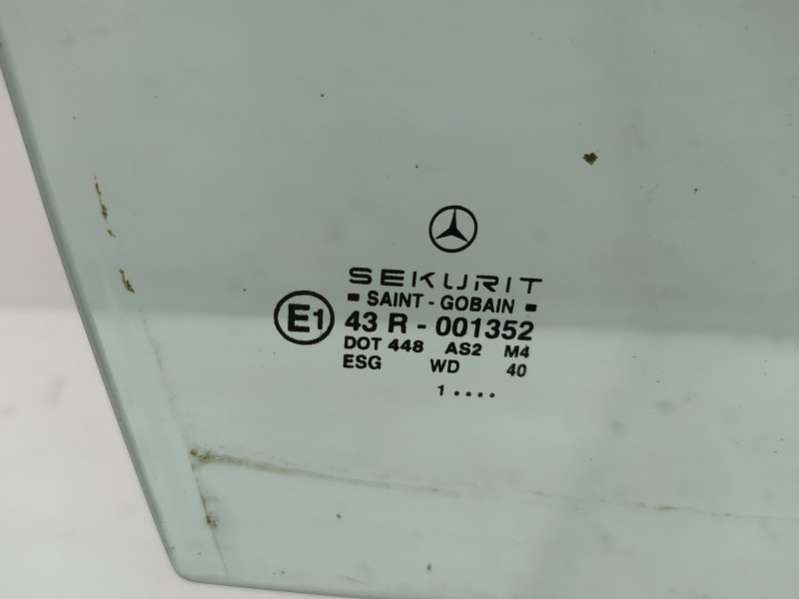 SEKURIT
SAINT - GOBAIN
E1 43 R - 001352
DOT 448 AS2 M4
ESG WD 40
1 ....